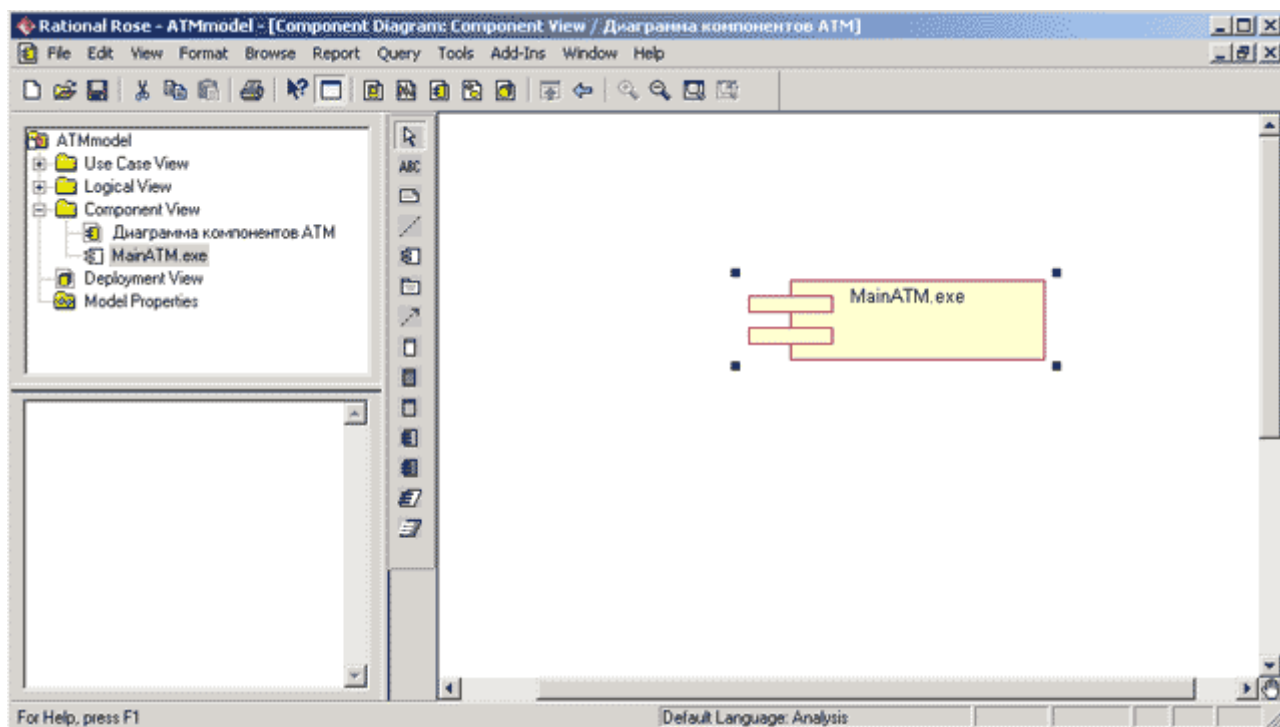 Rational Rose - ATMmodel - [Component Diagram: Component View / Диаграмма компонентов ATM]
File Edit View Format Browse Report Query Tools Add-Ins Window Help
ATMmodel
Use Case View
Logical View
Component View
Диаграмма компонентов ATM
MainATM.exe
Deployment View
Model Properties
ABC
MainATM.exe
For Help, press F1
Default Language: Analysis